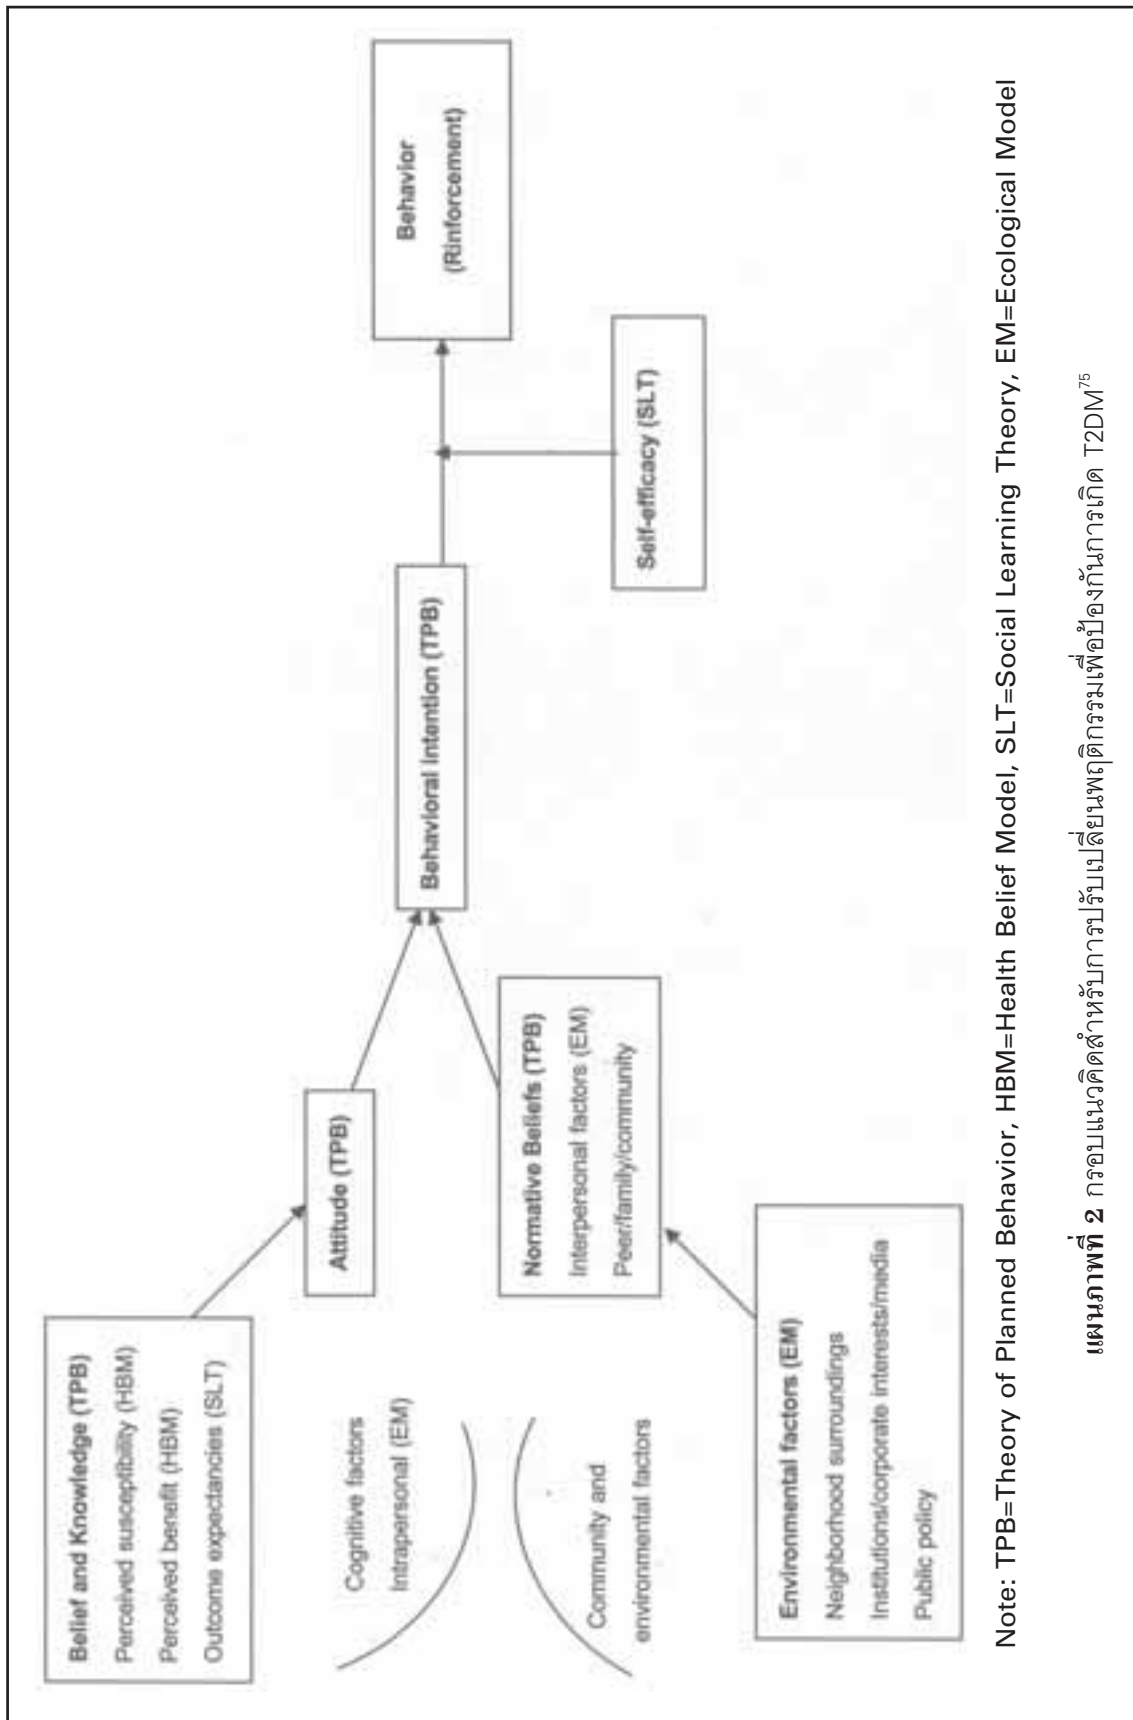 Belief and Knowledge (TPB)
Perceived susceptibility (HBM)
Perceived benefit (HBM)
Outcome expectancies (SLT)
Cognitive factors
Intrapersonal (EM)
Community and
environmental factors
Environmental factors (EM)
Neighborhood surroundings
Institutions/corporate interests/media
Public policy
Attitude (TPB)
Normative Beliefs (TPB)
Interpersonal factors (EM)
Peer/family/community
Behavioral Intention (TPB)
Self-efficacy (SLT)
Behavior
(Rinforcement)
Note: TPB=Theory of Planned Behavior, HBM=Health Belief Model, SLT=Social Learning Theory, EM=Ecological Model
แผนภาพที่ 2 กรอบแนวคิดสำหรับการปรับเปลี่ยนพฤติกรรมเพื่อป้องกันการเกิด T2DM75